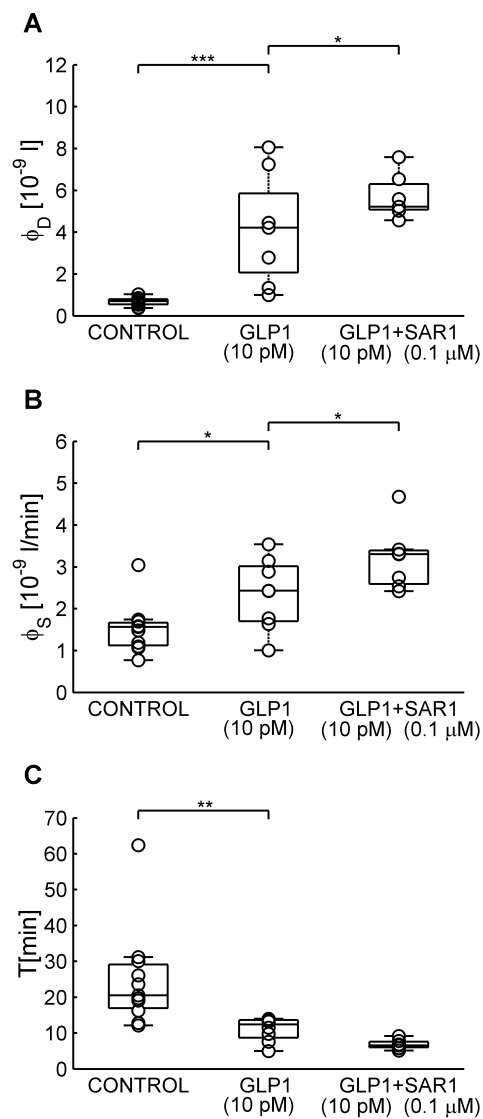 A
***
*
12
10
8
6
4
2
0
ϕD [10-9 l]
CONTROL
GLP1
(10 pM)
GLP1+SAR1
(10 pM) (0.1 μM)
B
*
*
6
5
4
3
2
1
0
ϕS [10-9 l/min]
CONTROL
GLP1
(10 pM)
GLP1+SAR1
(10 pM) (0.1 μM)
C
**
70
60
50
40
30
20
10
0
T[min]
CONTROL
GLP1
(10 pM)
GLP1+SAR1
(10 pM) (0.1 μM)